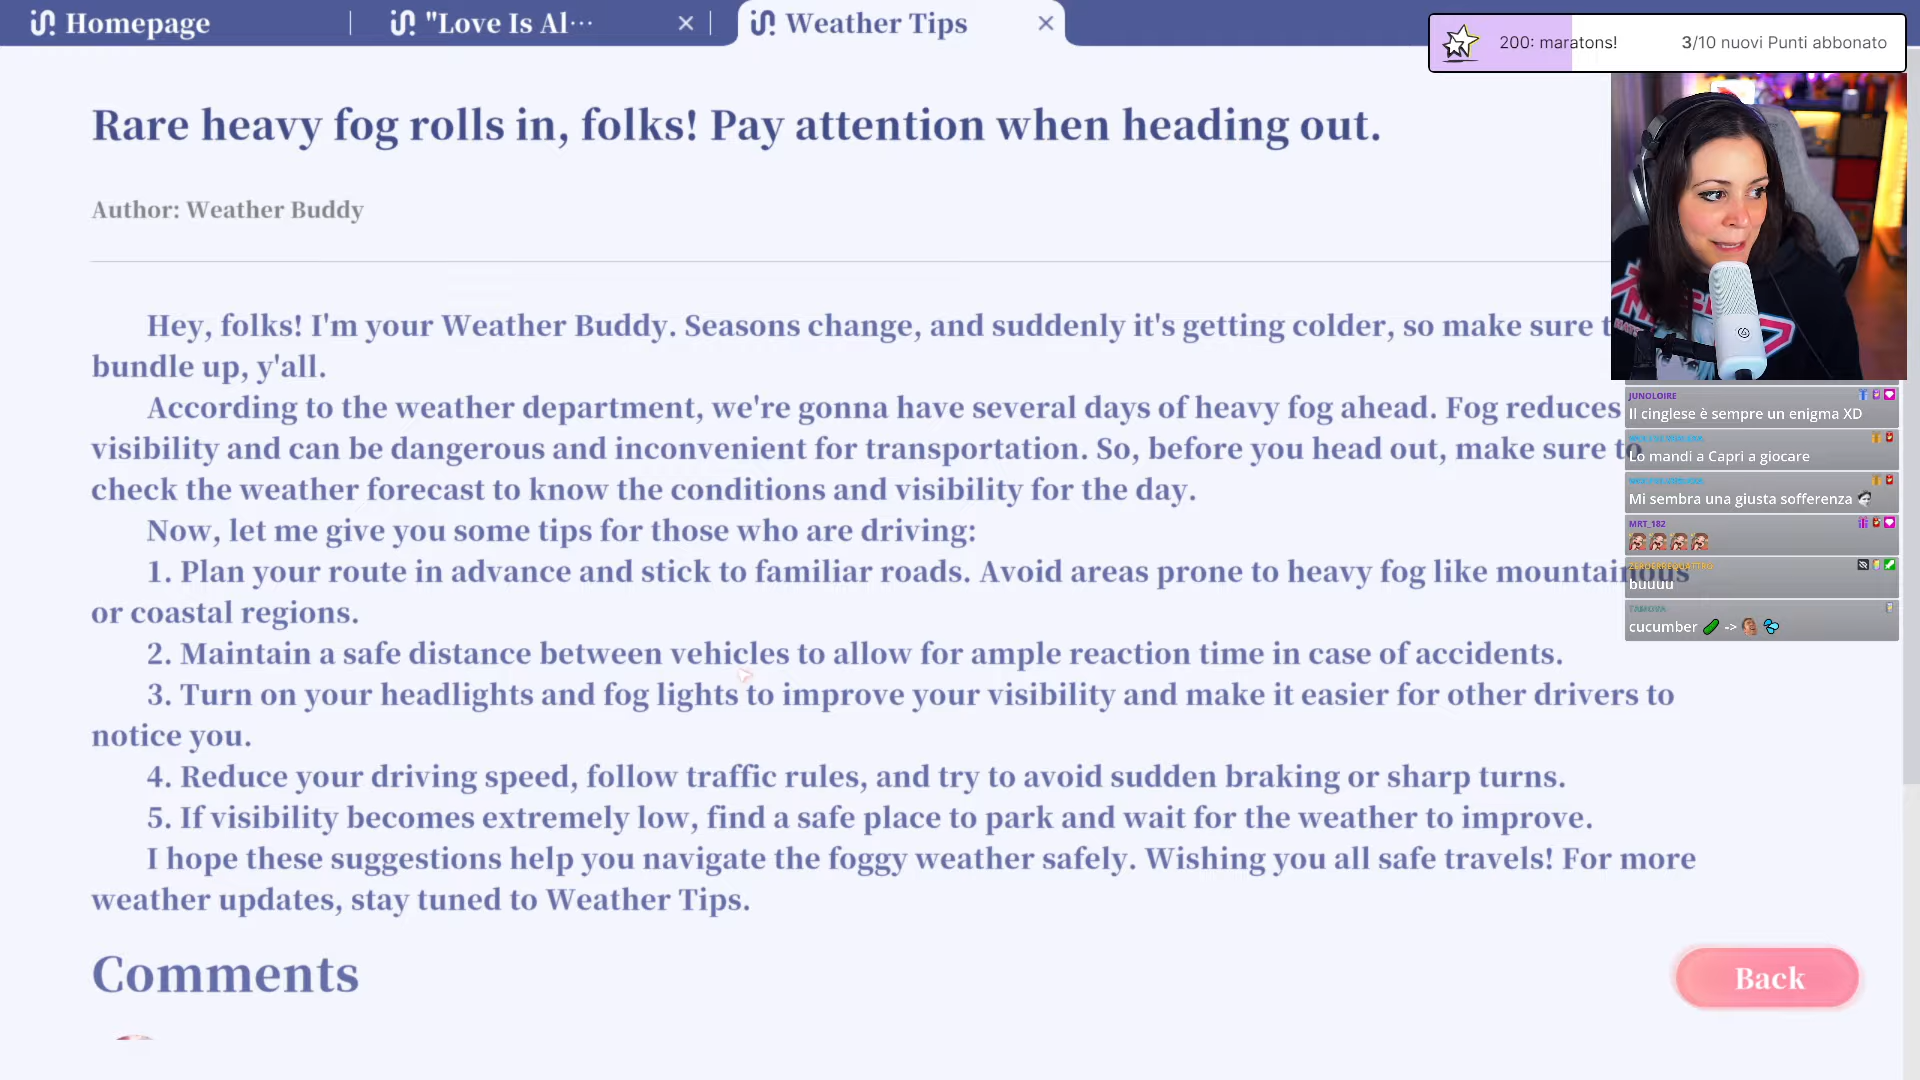 Homepage
"Love Is Al···
Weather Tips
200: maratons!
3/10 nuovi Punti abbonato
Rare heavy fog rolls in, folks! Pay attention when heading out.
Author: Weather Buddy
Hey, folks! I'm your Weather Buddy. Seasons change, and suddenly it's getting colder, so make sure
bundle up, y'all.
According to the weather department, we're gonna have several days of heavy fog ahead. Fog reduces
visibility and can be dangerous and inconvenient for transportation. So, before you head out, make sure to
check the weather forecast to know the conditions and visibility for the day.
Now, let me give you some tips for those who are driving:
1. Plan your route in advance and stick to familiar roads. Avoid areas prone to heavy fog like mountainous
or coastal regions.
2. Maintain a safe distance between vehicles to allow for ample reaction time in case of accidents.
3. Turn on your headlights and fog lights to improve your visibility and make it easier for other drivers to
notice you.
4. Reduce your driving speed, follow traffic rules, and try to avoid sudden braking or sharp turns.
5. If visibility becomes extremely low, find a safe place to park and wait for the weather to improve.
I hope these suggestions help you navigate the foggy weather safely. Wishing you all safe travels! For more
weather updates, stay tuned to Weather Tips.
Comments
Back
JUNOLOIRE
Il cinglese è sempre un enigma XD
Lo mandi a Capri a giocare
Mi sembra una giusta sofferenza
MRT_182
buuuu
TAMOVA
cucumber ->